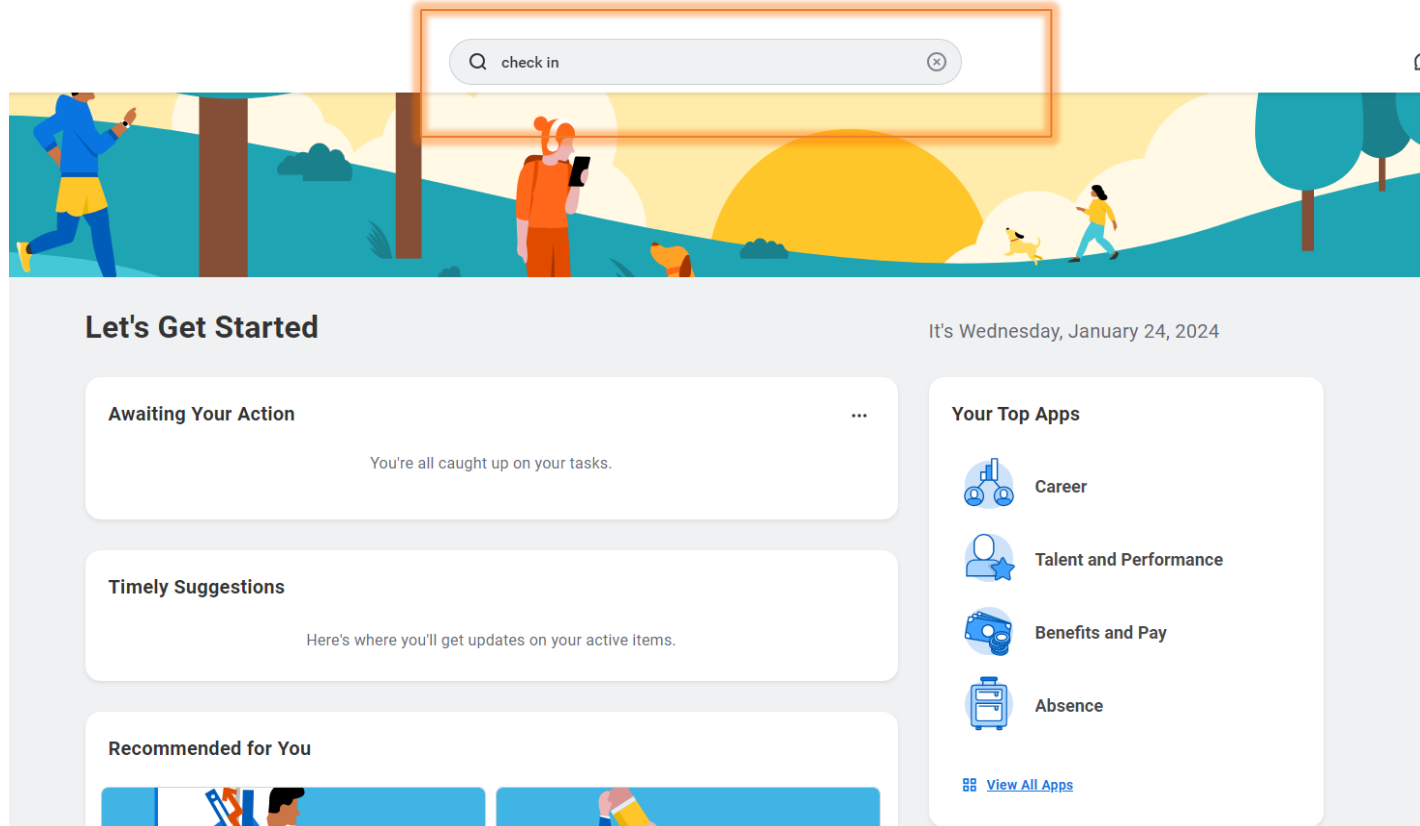 check in
Let's Get Started
It's Wednesday, January 24, 2024
Awaiting Your Action
You're all caught up on your tasks.
Timely Suggestions
Here's where you'll get updates on your active items.
Recommended for You
Your Top Apps
Career
Talent and Performance
Benefits and Pay
Absence
View All Apps